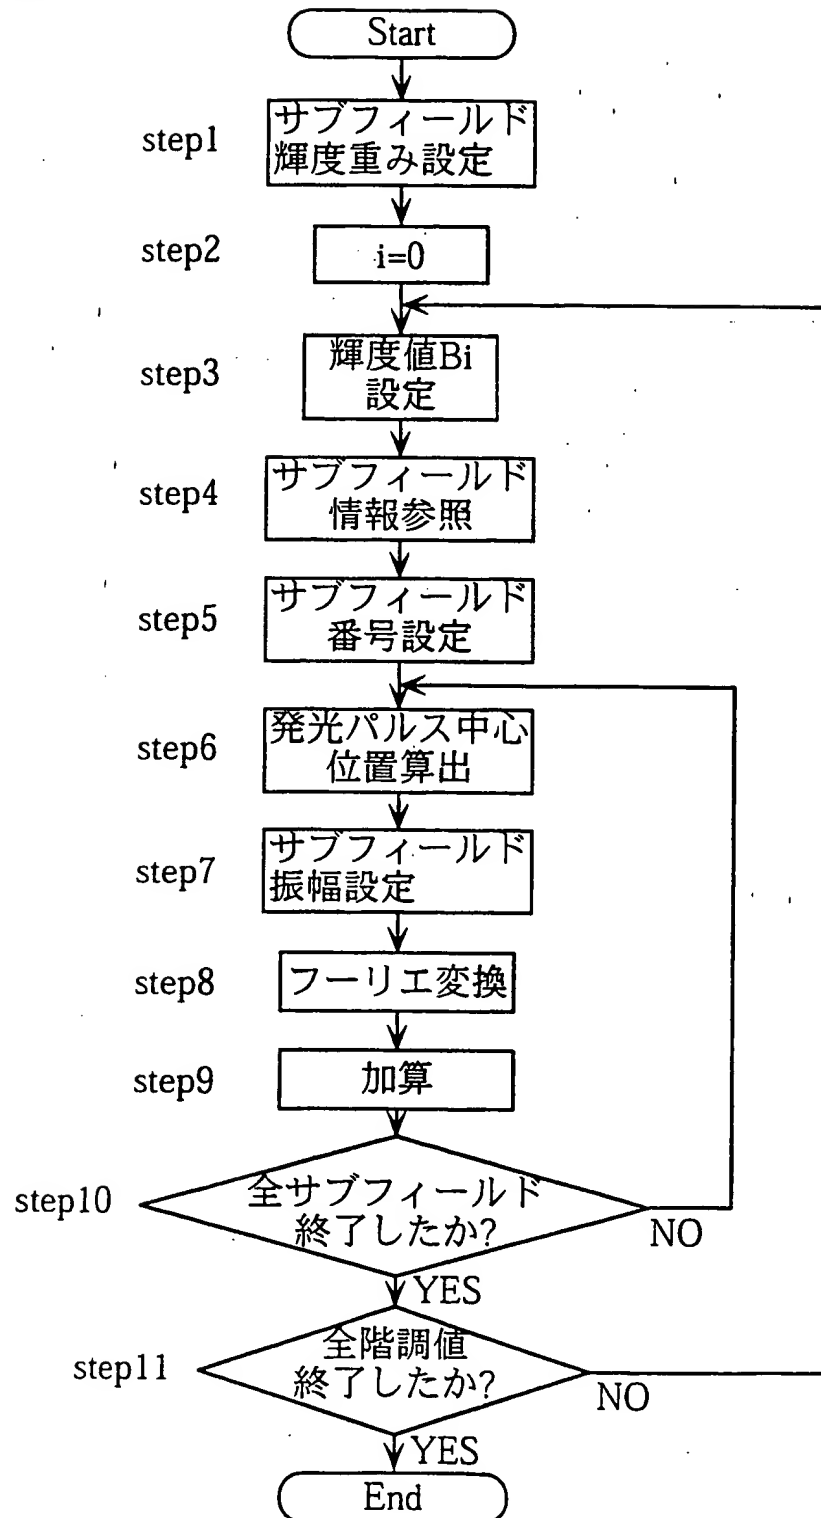 Start
step1
サブフィールド
輝度重み設定
step2
i=0
step3
輝度値Bi
設定
step4
サブフィールド
情報参照
step5
サブフィールド
番号設定
step6
発光パルス中心
位置算出
step7
サブフィールド
振幅設定
step8
フーリエ変換
step9
加算
step10
全サブフィールド
終了したか?
NO
YES
step11
全階調値
終了したか?
NO
YES
End